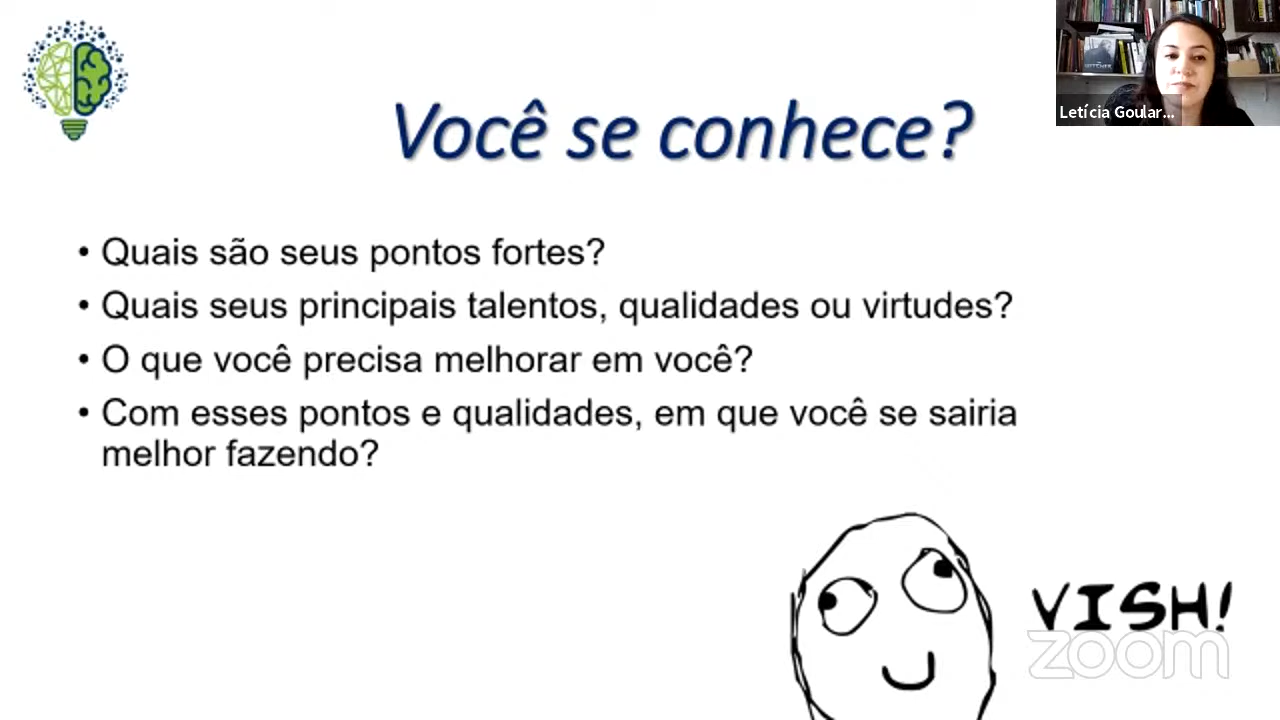 Você se conhece?
Letícia Goular...
• Quais são seus pontos fortes?
• Quais seus principais talentos, qualidades ou virtudes?
• O que você precisa melhorar em você?
• Com esses pontos e qualidades, em que você se sairia
melhor fazendo?
VISH!
zoom